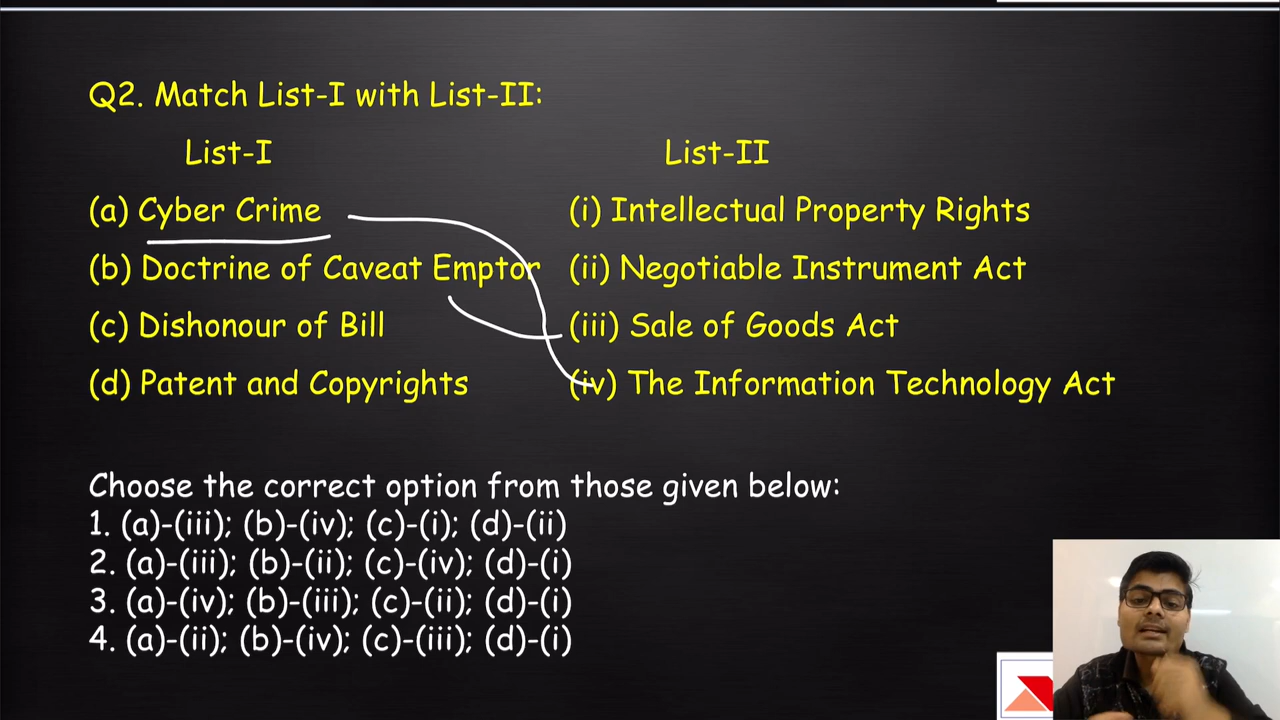 Q2. Match List-I with List-II:
List-I List-II
(a) Cyber Crime (i) Intellectual Property Rights
(b) Doctrine of Caveat Emptor (ii) Negotiable Instrument Act
(c) Dishonour of Bill (iii) Sale of Goods Act
(d) Patent and Copyrights (iv) The Information Technology Act
Choose the correct option from those given below:
1. (a)-(iii); (b)-(iv); (c)-(i); (d)-(ii)
2. (a)-(iii); (b)-(ii); (c)-(iv); (d)-(i)
3. (a)-(iv); (b)-(iii); (c)-(ii); (d)-(i)
4. (a)-(ii); (b)-(iv); (c)-(iii); (d)-(i)